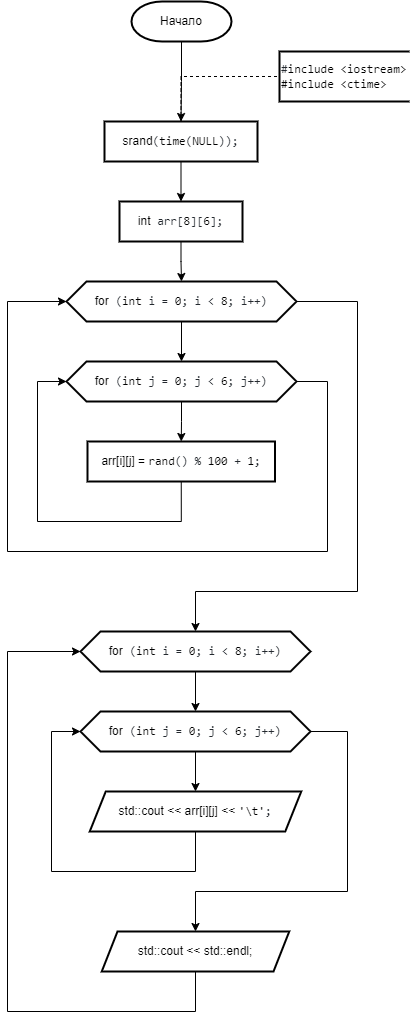 Начало
#include <iostream>
#include <ctime>
srand(time(NULL));
int arr[8][6];
for (int i = 0; i < 8; i++)
for (int j = 0; j < 6; j++)
arr[i][j] = rand() % 100 + 1;
for (int i = 0; i < 8; i++)
for (int j = 0; j < 6; j++)
std::cout << arr[i][j] << '\t';
std::cout << std::endl;